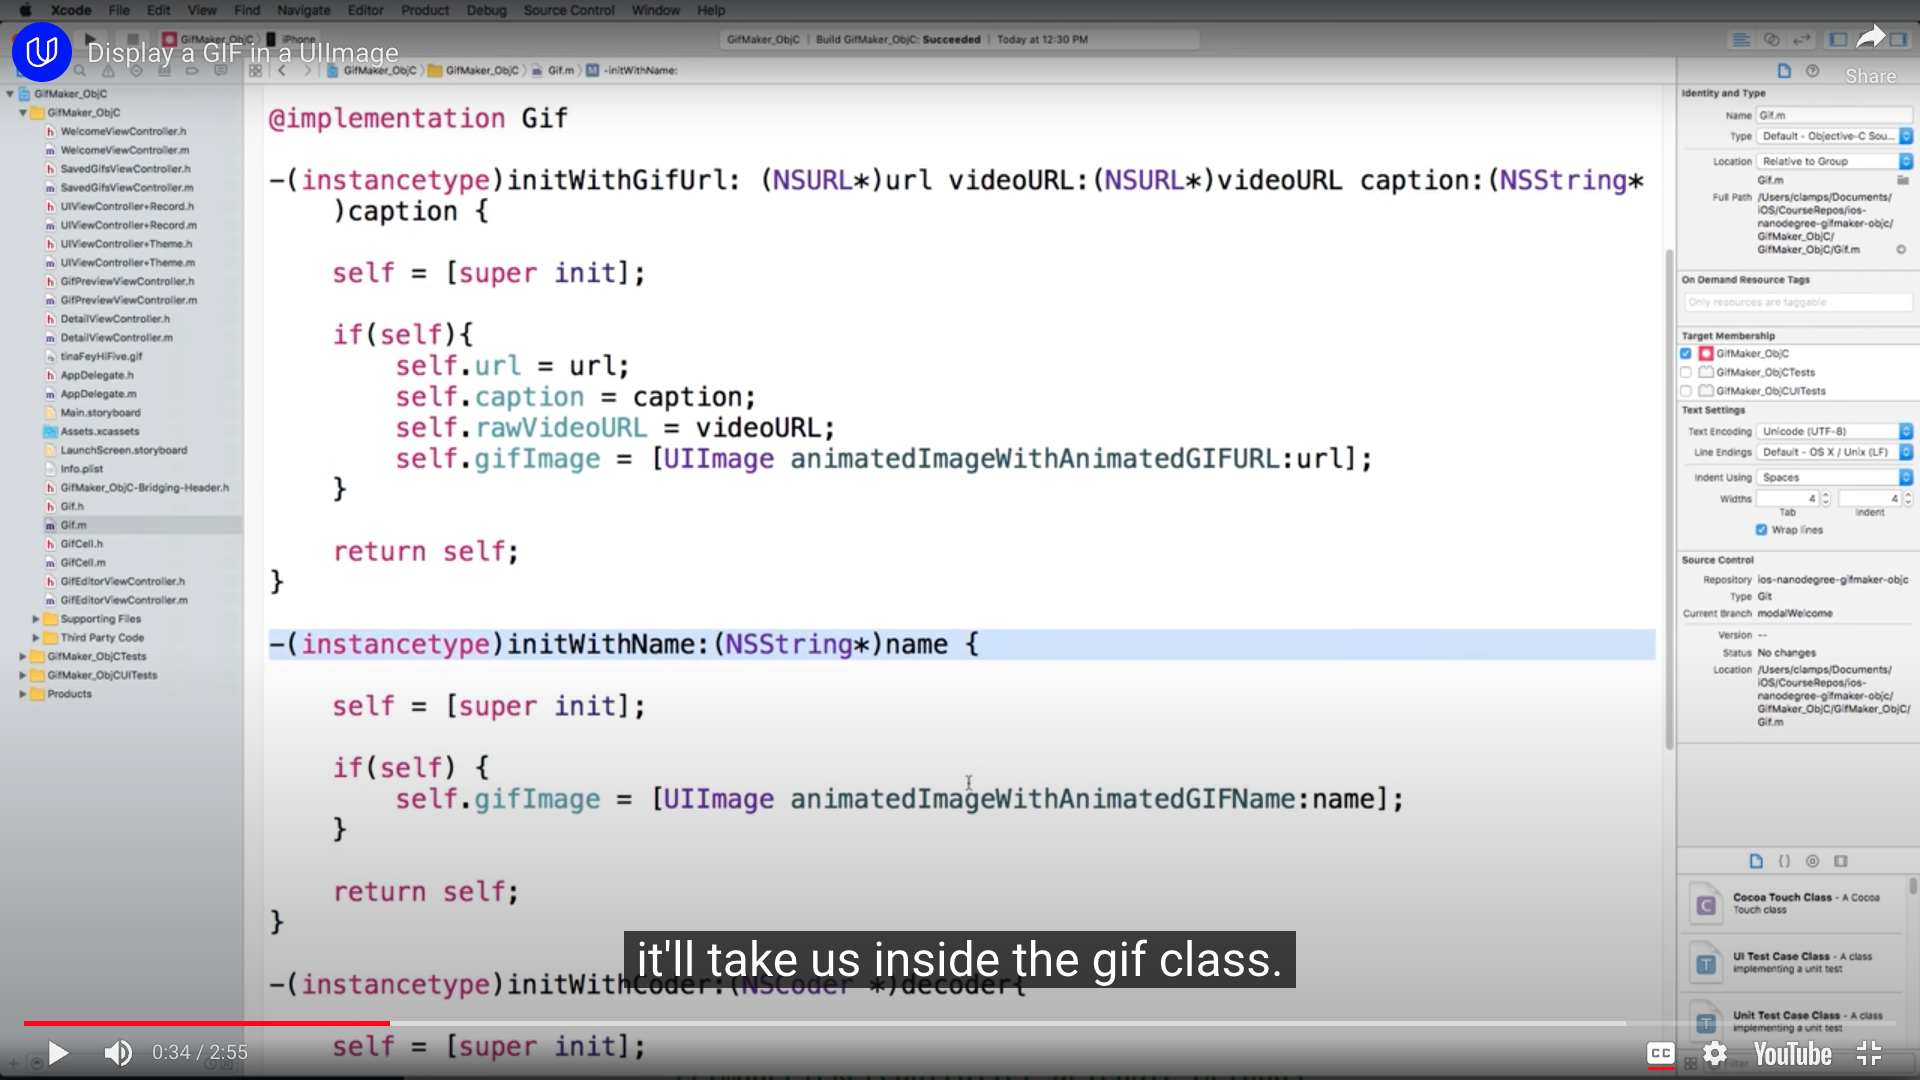 Xcode File Edit View Find Navigate Editor Product Debug Source Control Window Help
GifMaker_ObjC iPhone
GifMaker_ObjC | Build GifMaker_ObjC: Succeeded | Today at 12:30 PM
Display a GIF in a UIImage
Share
GifMaker_ObjC GifMaker_ObjC Gif.m -initWithName:
GifMaker_ObjC
GifMaker_ObjC
WelcomeViewController.h
WelcomeViewController.m
SavedGifsViewController.h
SavedGifsViewController.m
UIViewController+Record.h
UIViewController+Record.m
UIViewController+Theme.h
UIViewController+Theme.m
GifPreviewViewController.h
GifPreviewViewController.m
DetailViewController.h
DetailViewController.m
tinaFeyHiFive.gif
AppDelegate.h
AppDelegate.m
Main.storyboard
Assets.xcassets
LaunchScreen.storyboard
Info.plist
GifMaker_ObjC-Bridging-Header.h
Gif.h
Gif.m
GifCell.h
GifCell.m
GifEditorViewController.h
GifEditorViewController.m
Supporting Files
Third Party Code
GifMaker_ObjCTests
GifMaker_ObjCUITests
Products
@implementation Gif
-(instancetype)initWithGifUrl: (NSURL*)url videoURL:(NSURL*)videoURL caption:(NSString*
)caption {
self = [super init];
if(self){
self.url = url;
self.caption = caption;
self.rawVideoURL = videoURL;
self.gifImage = [UIImage animatedImageWithAnimatedGIFURL:url];
}
return self;
}
-(instancetype)initWithName:(NSString*)name {
self = [super init];
if(self) {
self.gifImage = [UIImage animatedImageWithAnimatedGIFName:name];
}
return self;
}
-(instancetype)initWithCoder:(NSCoder *)decoder{
self = [super init];
it'll take us inside the gif class.
Identity and Type
Name Gif.m
Type Default - Objective-C Sou...
Location Relative to Group
Gif.m
Full Path /Users/clamps/Documents/
iOS/CourseRepos/ios-
nanodegree-gifmaker-objc/
GifMaker_ObjC/
GifMaker_ObjC/Gif.m
On Demand Resource Tags
Only resources are taggable
Target Membership
GifMaker_ObjC
GifMaker_ObjCTests
GifMaker_ObjCUITests
Text Settings
Text Encoding Unicode (UTF-8)
Line Endings Default - OS X / Unix (LF)
Indent Using Spaces
Widths 4 4
Tab Indent
Wrap lines
Source Control
Repository ios-nanodegree-gifmaker-objc
Type Git
Current Branch modalWelcome
Version --
Status No changes
Location /Users/clamps/Documents/
iOS/CourseRepos/ios-
nanodegree-gifmaker-objc/
GifMaker_ObjC/GifMaker_ObjC/
Gif.m
Cocoa Touch Class - A Cocoa
Touch class
UI Test Case Class - A class
implementing a unit test
Unit Test Case Class - A class
implementing a unit test
0:34 / 2:55
CC
YouTube
Filter